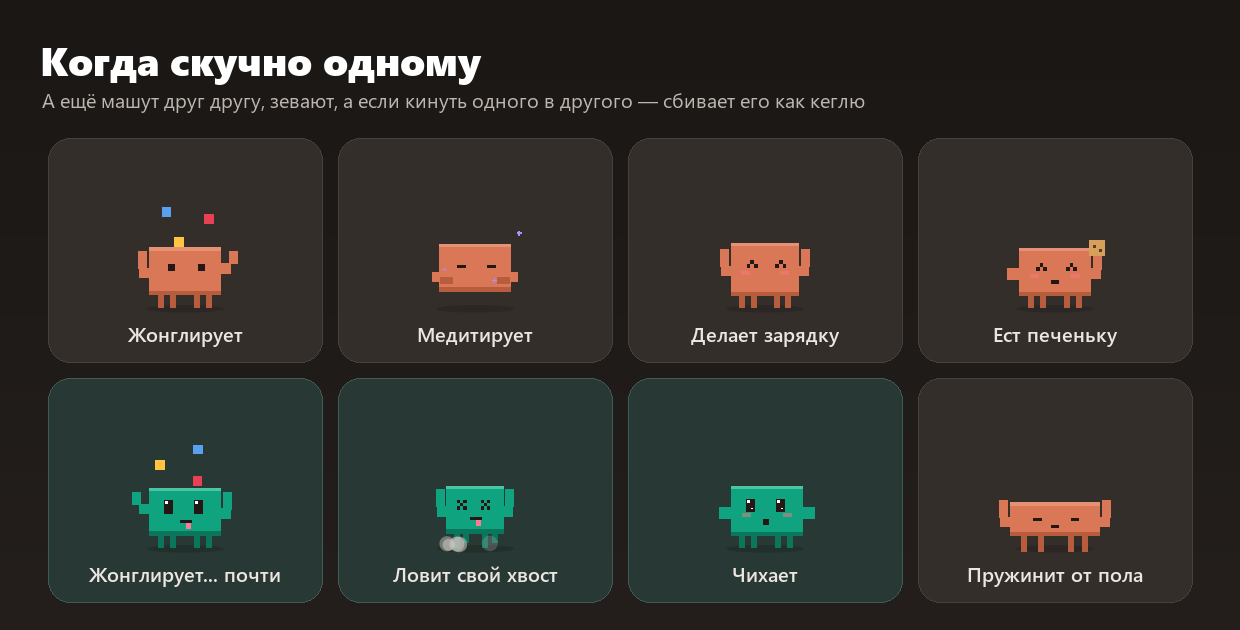 Когда скучно одному
А ещё машут друг другу, зевают, а если кинуть одного в другого — сбивает его как кеглю
Жонглирует
Медитирует
Делает зарядку
Ест печеньку
Жонглирует... почти
Ловит свой хвост
Чихает
Пружинит от пола